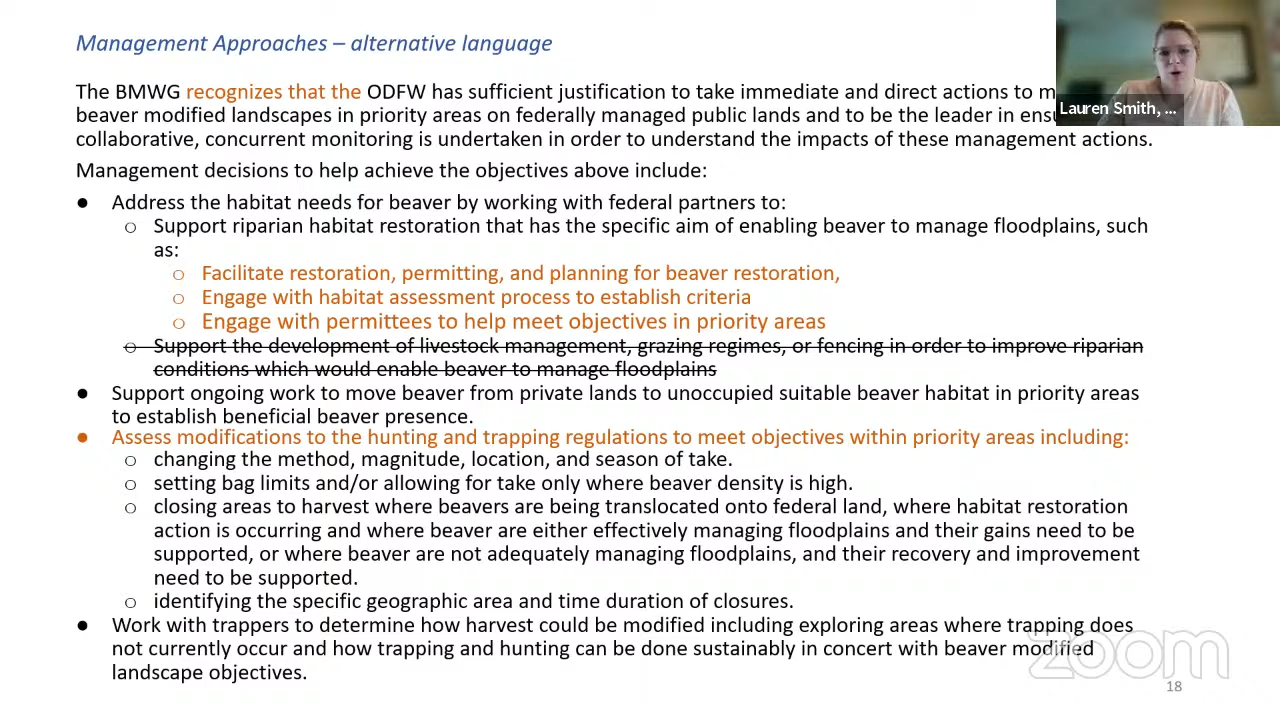 Management Approaches – alternative language
The BMWG recognizes that the ODFW has sufficient justification to take immediate and direct actions to
beaver modified landscapes in priority areas on federally managed public lands and to be the leader in
collaborative, concurrent monitoring is undertaken in order to understand the impacts of these management actions.
Lauren Smith, ...
Management decisions to help achieve the objectives above include:
● Address the habitat needs for beaver by working with federal partners to:
○ Support riparian habitat restoration that has the specific aim of enabling beaver to manage floodplains, such
as:
○ Facilitate restoration, permitting, and planning for beaver restoration,
○ Engage with habitat assessment process to establish criteria
○ Engage with permittees to help meet objectives in priority areas
○ Support the development of livestock management, grazing regimes, or fencing in order to improve riparian
conditions which would enable beaver to manage floodplains
● Support ongoing work to move beaver from private lands to unoccupied suitable beaver habitat in priority areas
to establish beneficial beaver presence.
● Assess modifications to the hunting and trapping regulations to meet objectives within priority areas including:
○ changing the method, magnitude, location, and season of take.
○ setting bag limits and/or allowing for take only where beaver density is high.
○ closing areas to harvest where beavers are being translocated onto federal land, where habitat restoration
action is occurring and where beaver are either effectively managing floodplains and their gains need to be
supported, or where beaver are not adequately managing floodplains, and their recovery and improvement
need to be supported.
○ identifying the specific geographic area and time duration of closures.
● Work with trappers to determine how harvest could be modified including exploring areas where trapping does
not currently occur and how trapping and hunting can be done sustainably in concert with beaver modified
landscape objectives.
zoom
18